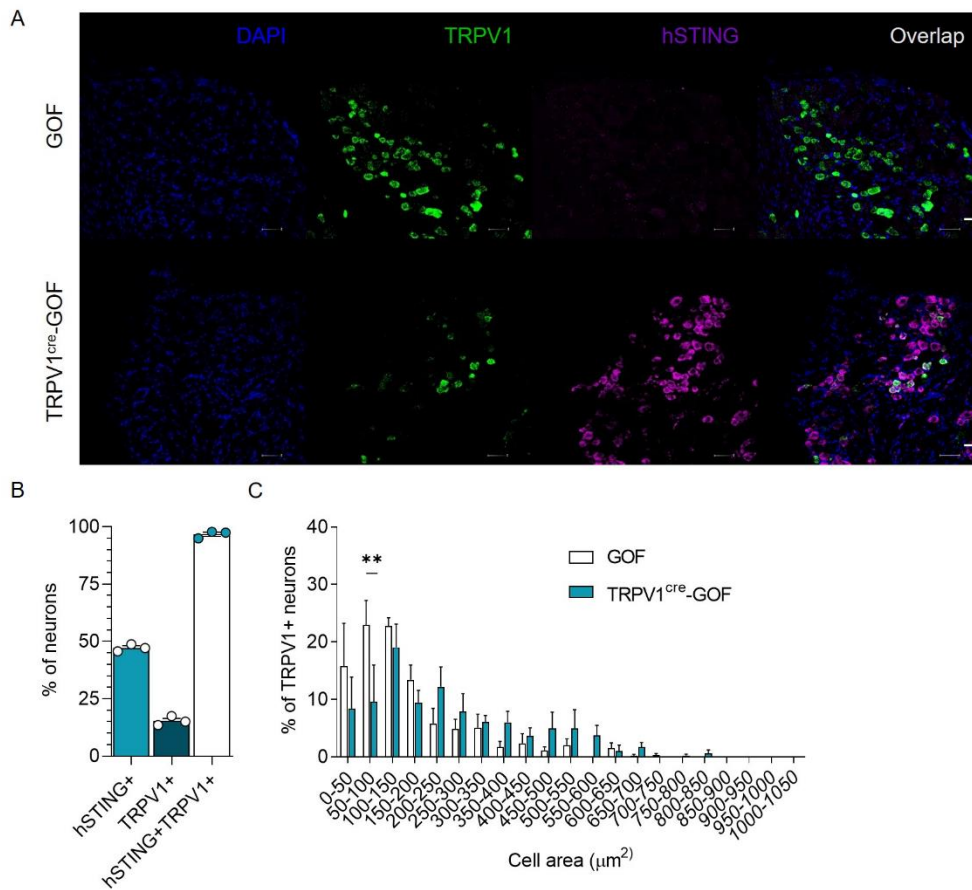 A
DAPI TRPV1 hSTING Overlap
GOF
TRPV1cre-GOF
B
% of neurons
100
75
50
25
0
hSTING+
TRPV1+
hSTING+TRPV1+
C
% of TRPV1+ neurons
40
30
20
10
0
**
GOF
TRPV1cre-GOF
0-50
50-100
100-150
150-200
200-250
250-300
300-350
350-400
400-450
450-500
500-550
550-600
600-650
650-700
700-750
750-800
800-850
850-900
900-950
950-1000
1000-1050
Cell area (μm²)